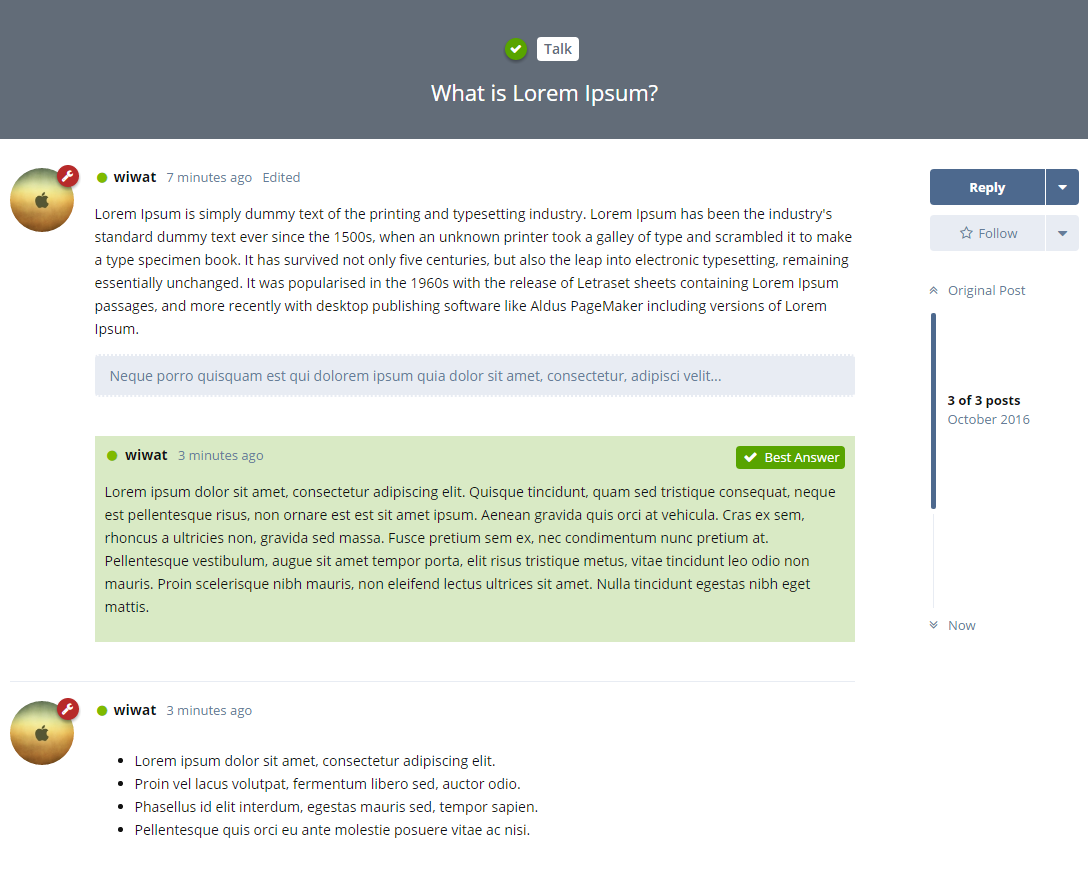 Talk
What is Lorem Ipsum?
wiwat 7 minutes ago Edited
Lorem Ipsum is simply dummy text of the printing and typesetting industry. Lorem Ipsum has been the industry's
standard dummy text ever since the 1500s, when an unknown printer took a galley of type and scrambled it to make
a type specimen book. It has survived not only five centuries, but also the leap into electronic typesetting, remaining
essentially unchanged. It was popularised in the 1960s with the release of Letraset sheets containing Lorem Ipsum
passages, and more recently with desktop publishing software like Aldus PageMaker including versions of Lorem
Ipsum.
Neque porro quisquam est qui dolorem ipsum quia dolor sit amet, consectetur, adipisci velit...
wiwat 3 minutes ago Best Answer
Lorem ipsum dolor sit amet, consectetur adipiscing elit. Quisque tincidunt, quam sed tristique consequat, neque
est pellentesque risus, non ornare est est sit amet ipsum. Aenean gravida quis orci at vehicula. Cras ex sem,
rhoncus a ultricies non, gravida sed massa. Fusce pretium sem ex, nec condimentum nunc pretium at.
Pellentesque vestibulum, augue sit amet tempor porta, elit risus tristique metus, vitae tincidunt leo odio non
mauris. Proin scelerisque nibh mauris, non eleifend lectus ultrices sit amet. Nulla tincidunt egestas nibh eget
mattis.
wiwat 3 minutes ago
Lorem ipsum dolor sit amet, consectetur adipiscing elit.
Proin vel lacus volutpat, fermentum libero sed, auctor odio.
Phasellus id elit interdum, egestas mauris sed, tempor sapien.
Pellentesque quis orci eu ante molestie posuere vitae ac nisi.
Reply
Follow
Original Post
3 of 3 posts
October 2016
Now